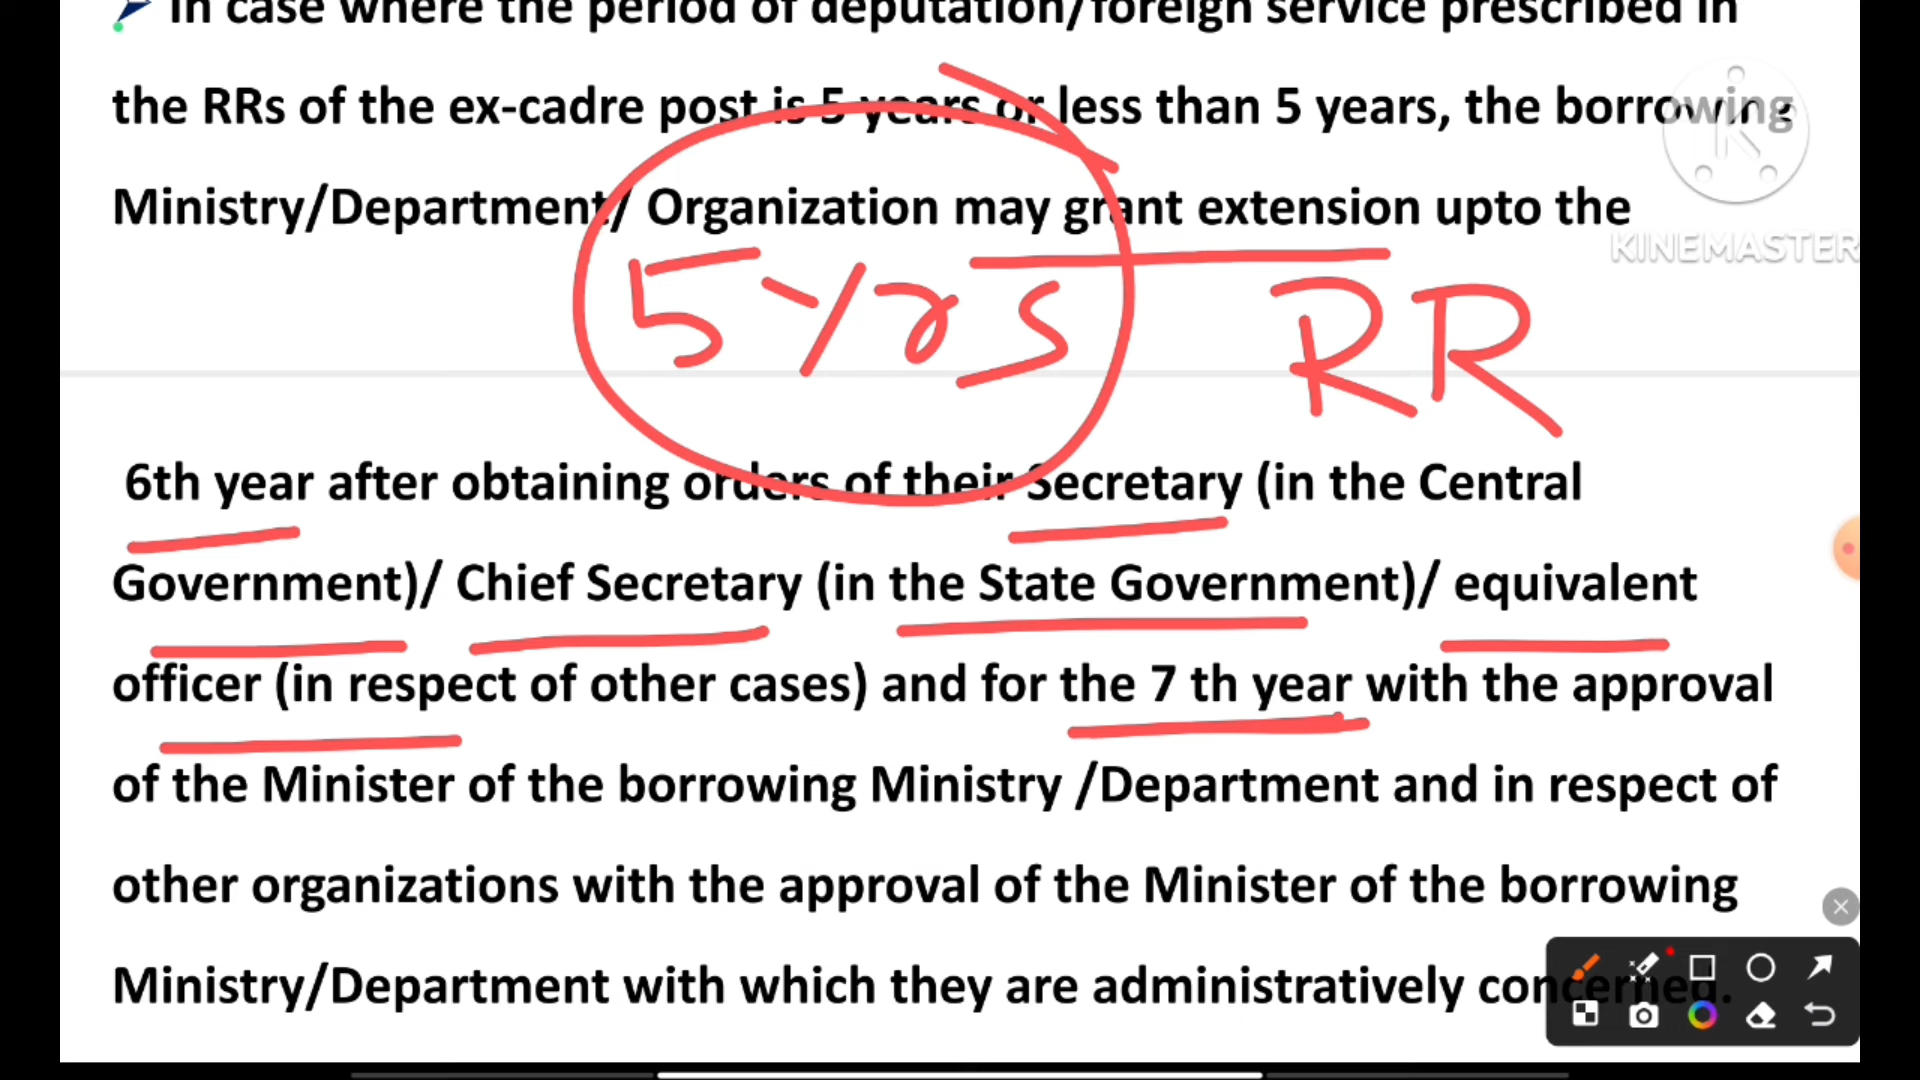 In case where the period of deputation/foreign service prescribed in
the RRs of the ex-cadre post is 5 years or less than 5 years, the borrowing
Ministry/Department/ Organization may grant extension upto the
5 Yrs RR
KINEMASTER
6th year after obtaining orders of their Secretary (in the Central
Government)/ Chief Secretary (in the State Government)/ equivalent
officer (in respect of other cases) and for the 7 th year with the approval
of the Minister of the borrowing Ministry /Department and in respect of
other organizations with the approval of the Minister of the borrowing
Ministry/Department with which they are administratively concerned.